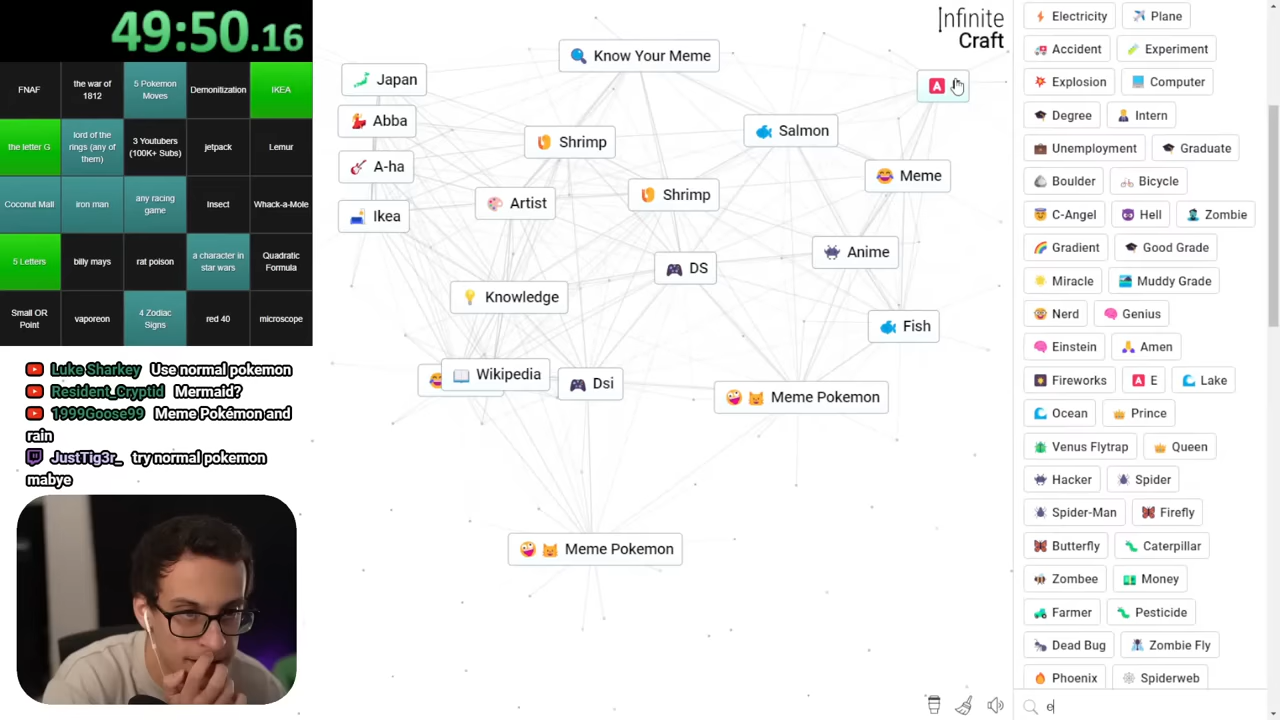 49:50.16
FNAF
the war of
1812
5 Pokemon
Moves
Demonitization
IKEA
the letter G
lord of the
rings (any of
them)
3 Youtubers
(100K+ Subs)
jetpack
Lemur
Coconut Mall
iron man
any racing
game
Insect
Whack-a-Mole
5 Letters
billy mays
rat poison
a character in
star wars
Quadratic
Formula
Small OR
Point
vaporeon
4 Zodiac
Signs
red 40
microscope
Luke Sharkey Use normal pokemon
Resident_Cryptid Mermaid?
1999Goose99 Meme Pokémon and
rain
JustTig3r_ try normal pokemon
mabye
Infinite
Craft
Know Your Meme
Japan
A
Abba
Salmon
Shrimp
A-ha
Meme
Shrimp
Artist
Ikea
Anime
DS
Knowledge
Fish
Wikipedia
Dsi
Meme Pokemon
Meme Pokemon
Electricity Plane
Accident Experiment
Explosion Computer
Degree Intern
Unemployment Graduate
Boulder Bicycle
C-Angel Hell Zombie
Gradient Good Grade
Miracle Muddy Grade
Nerd Genius
Einstein Amen
Fireworks A E Lake
Ocean Prince
Venus Flytrap Queen
Hacker Spider
Spider-Man Firefly
Butterfly Caterpillar
Zombee Money
Farmer Pesticide
Dead Bug Zombie Fly
Phoenix Spiderweb
e